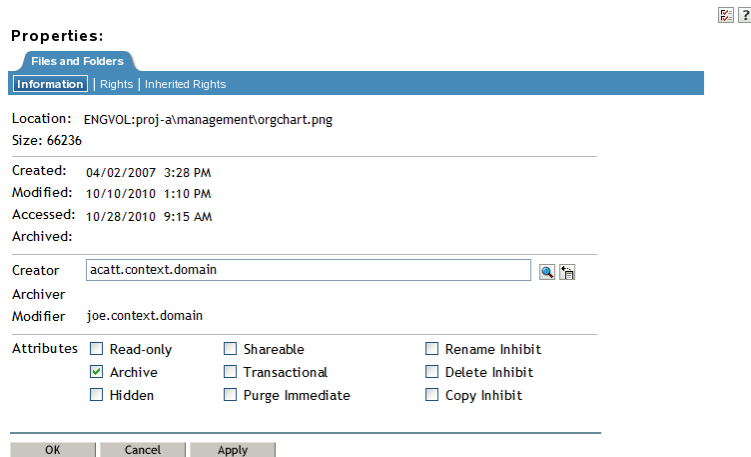 ?
Properties:
Files and Folders
Information | Rights | Inherited Rights
Location: ENGVOL:proj-a\management\orgchart.png
Size: 66236
Created: 04/02/2007 3:28 PM
Modified: 10/10/2010 1:10 PM
Accessed: 10/28/2010 9:15 AM
Archived:
Creator acatt.context.domain
Archiver
Modifier joe.context.domain
Attributes Read-only Shareable Rename Inhibit
Archive Transactional Delete Inhibit
Hidden Purge Immediate Copy Inhibit
OK Cancel Apply